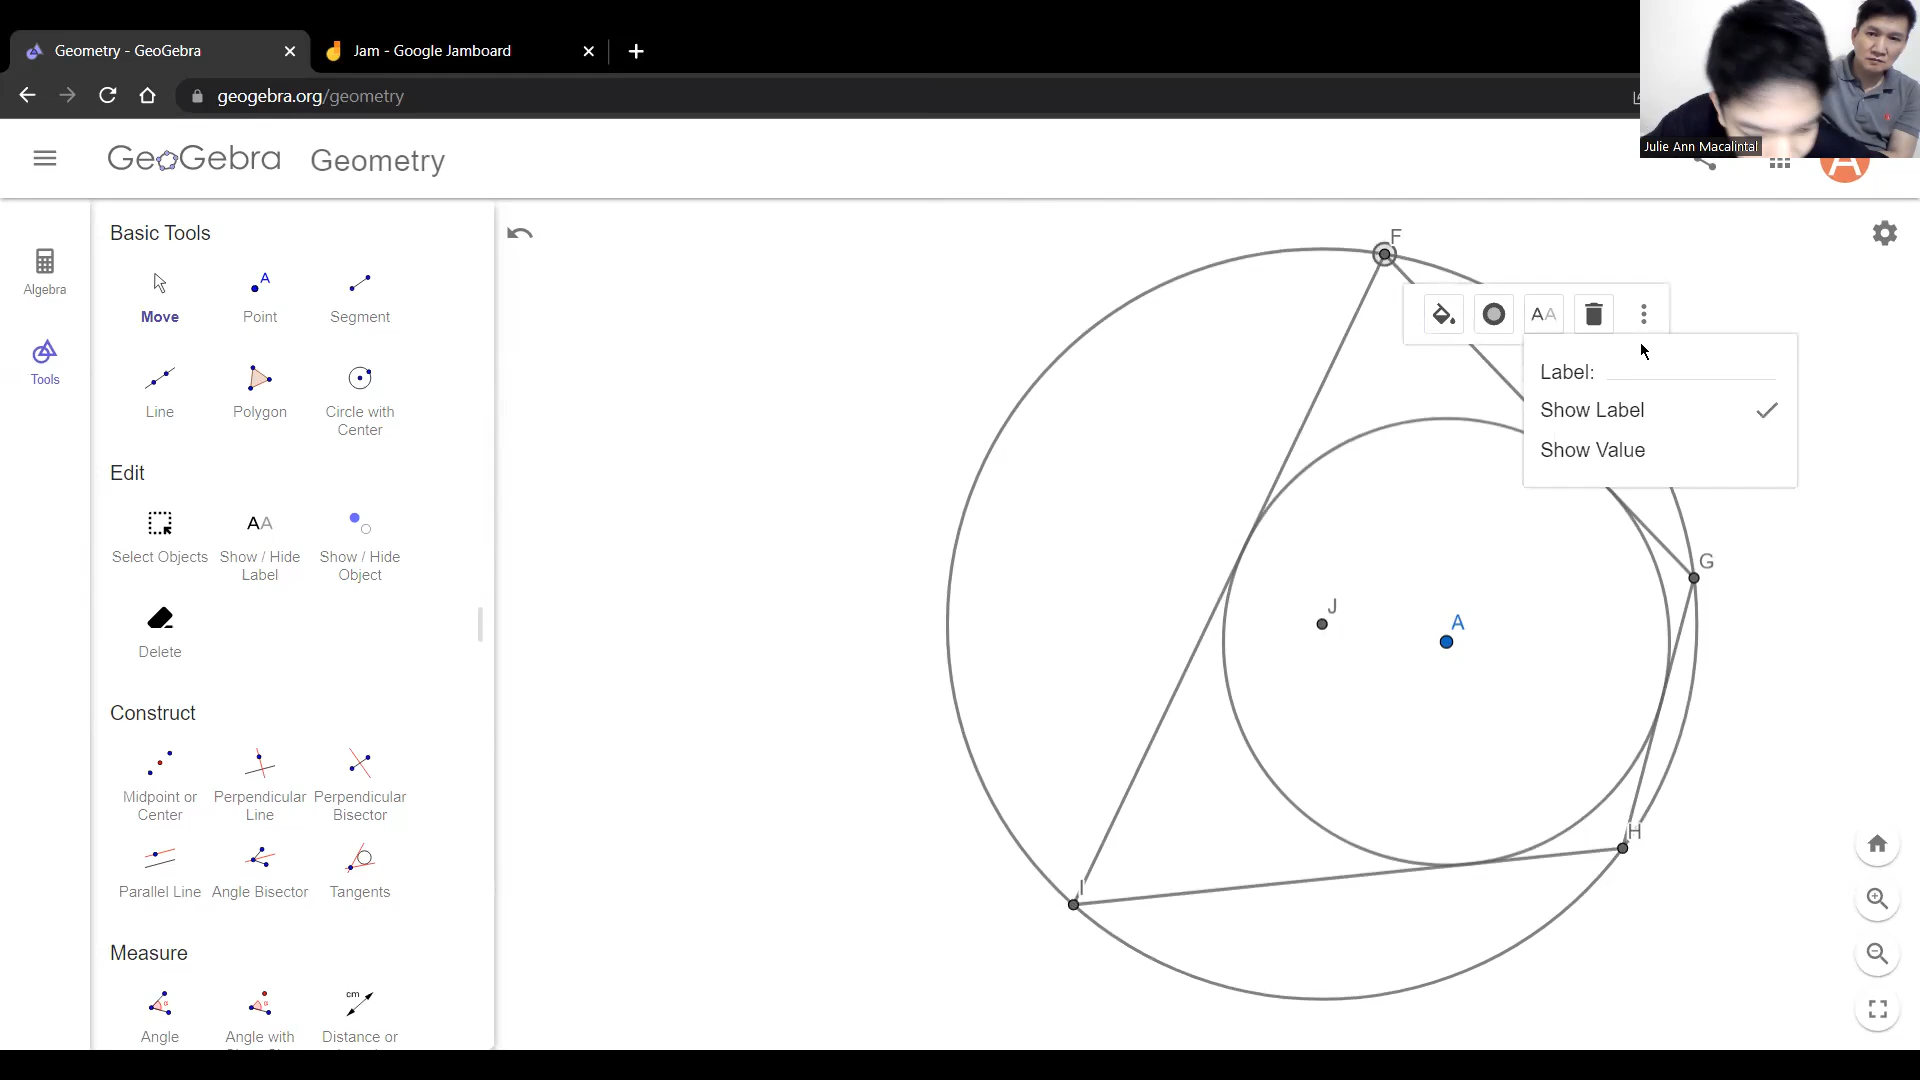 Geometry - GeoGebra
Jam - Google Jamboard
geogebra.org/geometry
Julie Ann Macalintal
GeoGebra Geometry
A
Algebra
Tools
Basic Tools
A
Move Point Segment
Line Polygon Circle with
Center
Edit
AA
Select Objects Show / Hide Show / Hide
Label Object
Delete
Construct
Midpoint or Perpendicular Perpendicular
Center Line Bisector
Parallel Line Angle Bisector Tangents
Measure
cm
Angle Angle with Distance or
F
AA
Label:
Show Label
Show Value
G
J
A
H
I